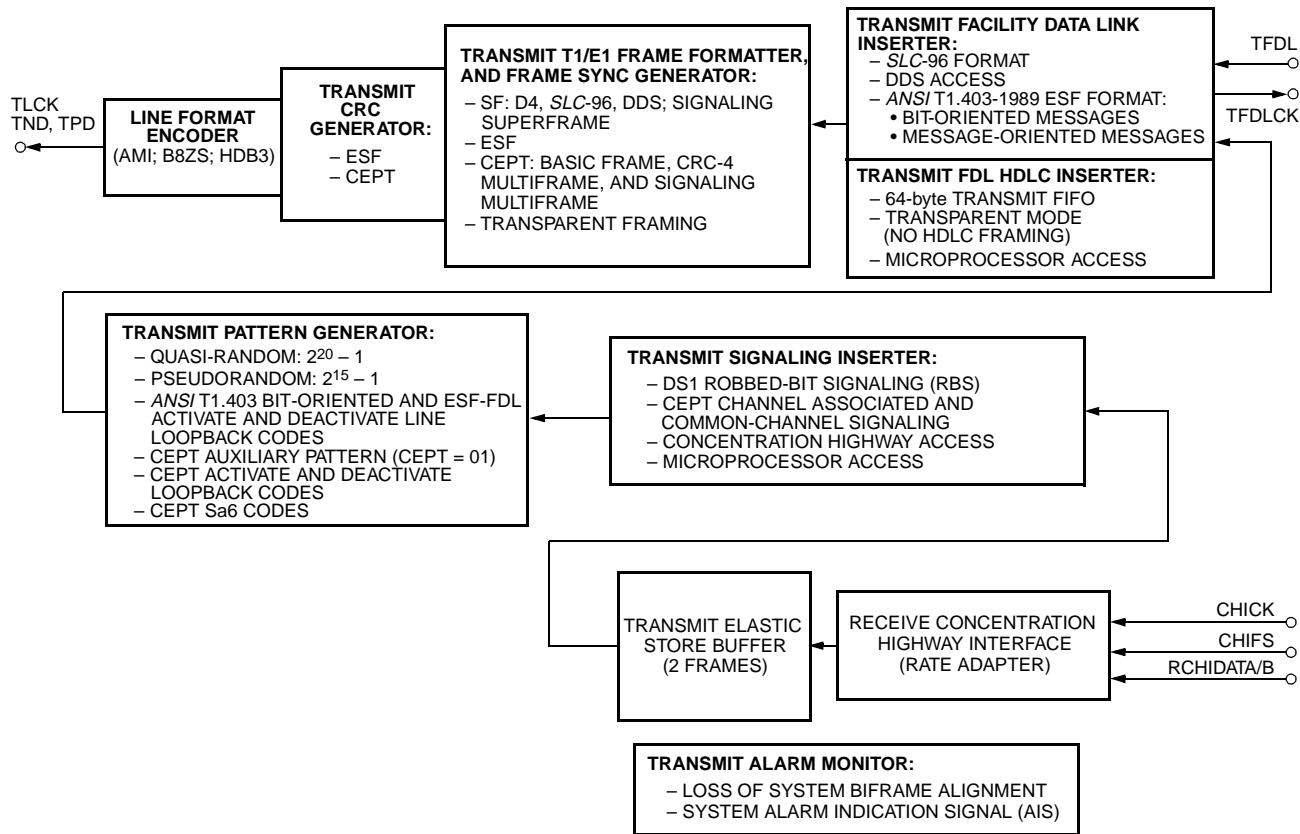 TLCK
TND, TPD
LINE FORMAT
ENCODER
(AMI; B8ZS; HDB3)
TRANSMIT
CRC
GENERATOR:
– ESF
– CEPT
TRANSMIT T1/E1 FRAME FORMATTER,
AND FRAME SYNC GENERATOR:
– SF: D4, SLC-96, DDS; SIGNALING
SUPERFRAME
– ESF
– CEPT: BASIC FRAME, CRC-4
MULTIFRAME, AND SIGNALING
MULTIFRAME
– TRANSPARENT FRAMING
TRANSMIT FACILITY DATA LINK
INSERTER:
– SLC-96 FORMAT
– DDS ACCESS
– ANSI T1.403-1989 ESF FORMAT:
• BIT-ORIENTED MESSAGES
• MESSAGE-ORIENTED MESSAGES
TFDL
TFDLCK
TRANSMIT FDL HDLC INSERTER:
– 64-byte TRANSMIT FIFO
– TRANSPARENT MODE
(NO HDLC FRAMING)
– MICROPROCESSOR ACCESS
TRANSMIT PATTERN GENERATOR:
– QUASI-RANDOM: 2²⁰ – 1
– PSEUDORANDOM: 2¹⁵ – 1
– ANSI T1.403 BIT-ORIENTED AND ESF-FDL
ACTIVATE AND DEACTIVATE LINE
LOOPBACK CODES
– CEPT AUXILIARY PATTERN (CEPT = 01)
– CEPT ACTIVATE AND DEACTIVATE
LOOPBACK CODES
– CEPT Sa6 CODES
TRANSMIT SIGNALING INSERTER:
– DS1 ROBBED-BIT SIGNALING (RBS)
– CEPT CHANNEL ASSOCIATED AND
COMMON-CHANNEL SIGNALING
– CONCENTRATION HIGHWAY ACCESS
– MICROPROCESSOR ACCESS
TRANSMIT ELASTIC
STORE BUFFER
(2 FRAMES)
RECEIVE CONCENTRATION
HIGHWAY INTERFACE
(RATE ADAPTER)
CHICK
CHIFS
RCHIDATA/B
TRANSMIT ALARM MONITOR:
– LOSS OF SYSTEM BIFRAME ALIGNMENT
– SYSTEM ALARM INDICATION SIGNAL (AIS)